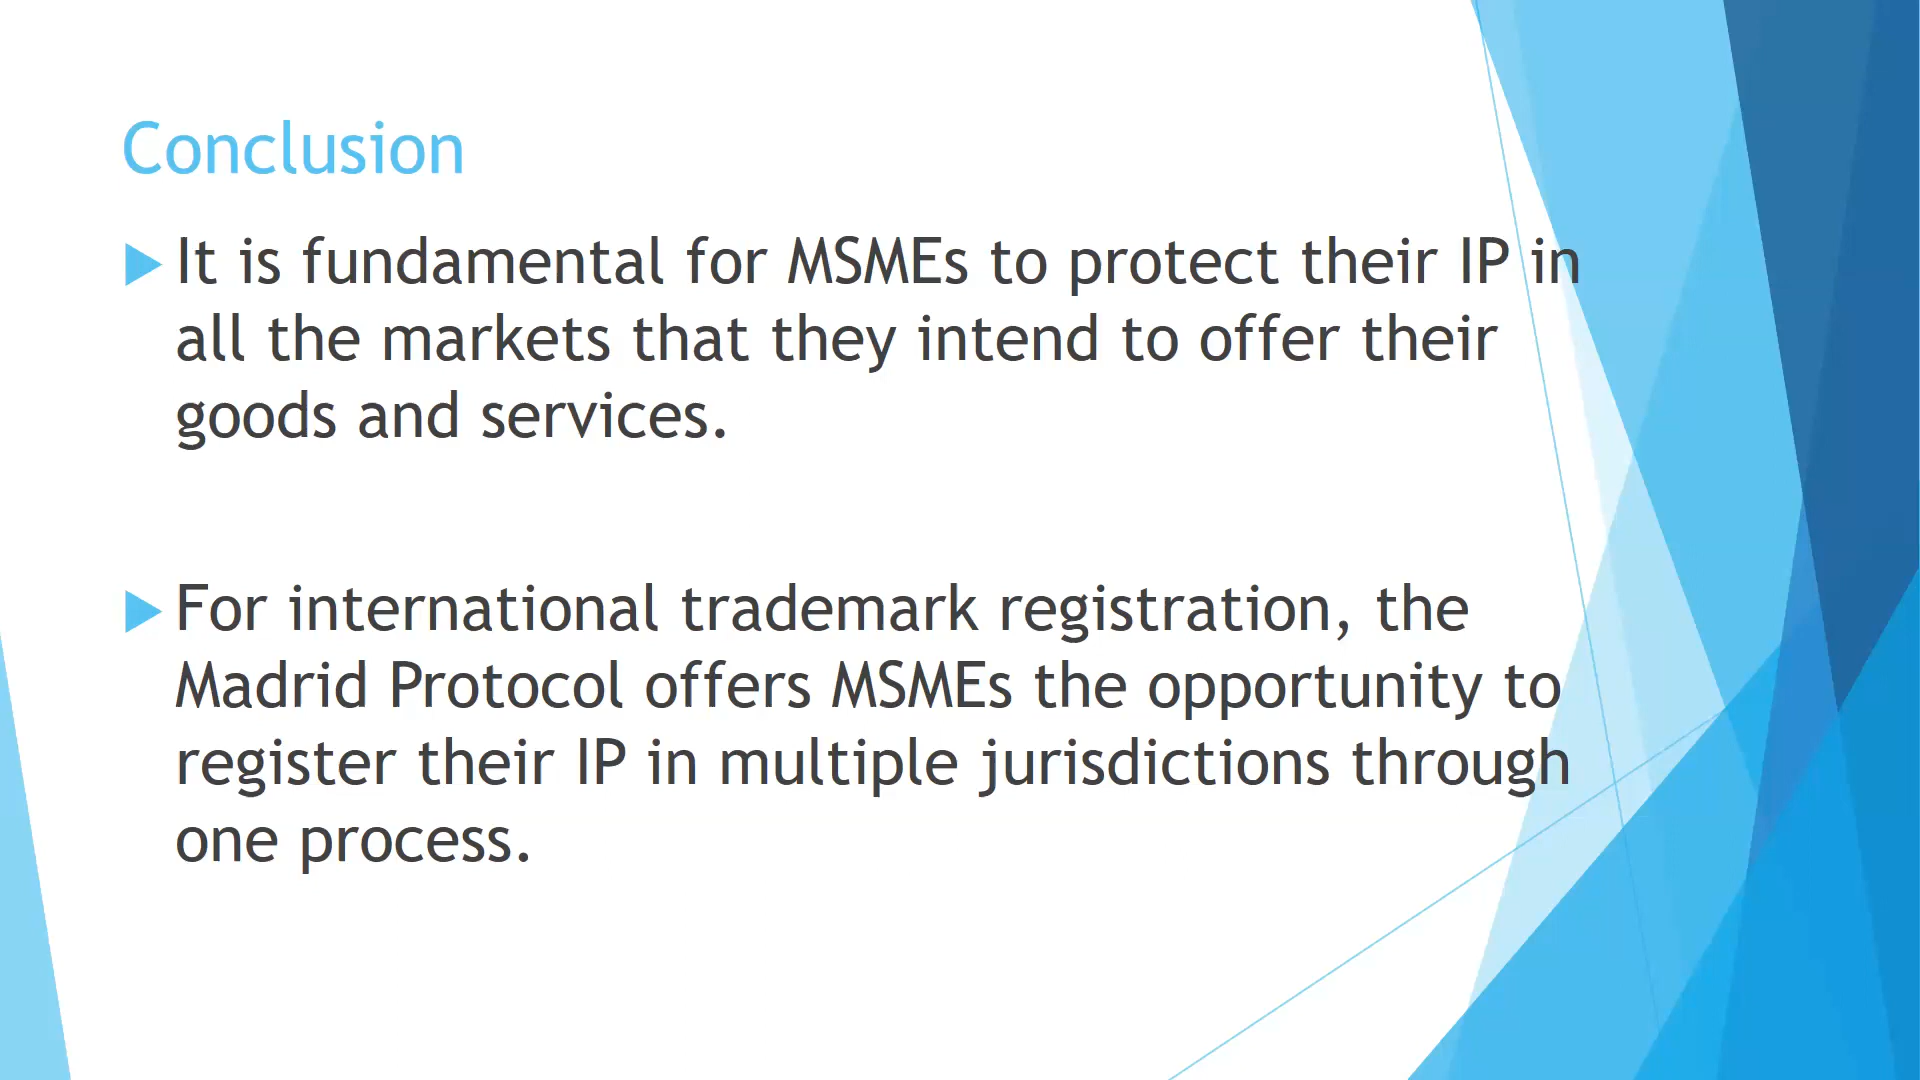 Conclusion
It is fundamental for MSMEs to protect their IP in
all the markets that they intend to offer their
goods and services.
For international trademark registration, the
Madrid Protocol offers MSMEs the opportunity to
register their IP in multiple jurisdictions through
one process.